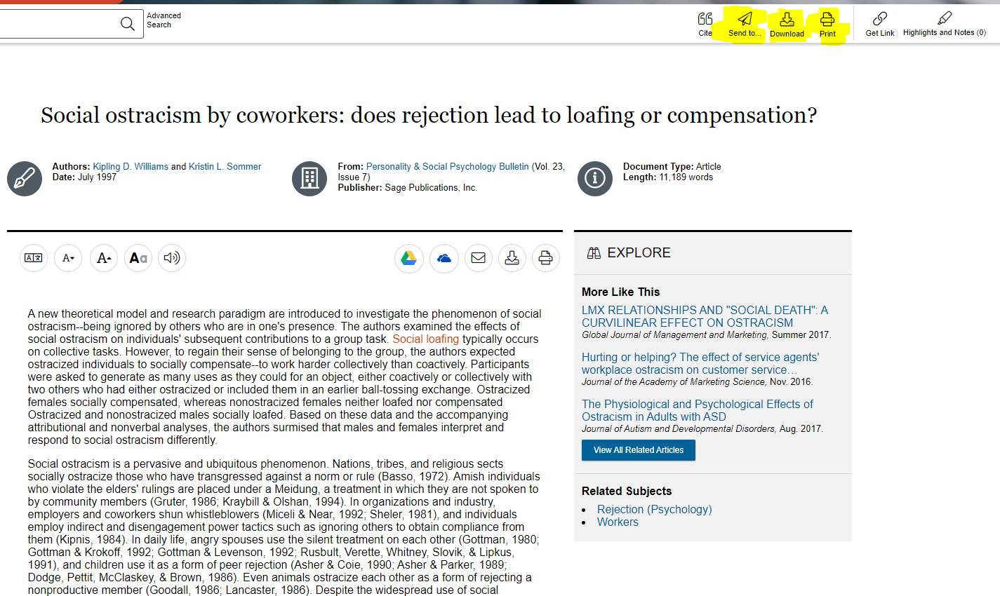 Advanced
Search
Cite
Send to...
Download
Print
Get Link
Highlights and Notes (0)
Social ostracism by coworkers: does rejection lead to loafing or compensation?
Authors: Kipling D. Williams and Kristin L. Sommer
Date: July 1997
From: Personality & Social Psychology Bulletin (Vol. 23,
Issue 7)
Publisher: Sage Publications, Inc.
Document Type: Article
Length: 11,189 words
A
A
Aa
A new theoretical model and research paradigm are introduced to investigate the phenomenon of social
ostracism--being ignored by others who are in one's presence. The authors examined the effects of
social ostracism on individuals' subsequent contributions to a group task. Social loafing typically occurs
on collective tasks. However, to regain their sense of belonging to the group, the authors expected
ostracized individuals to socially compensate--to work harder collectively than coactively. Participants
were asked to generate as many uses as they could for an object, either coactively or collectively with
two others who had either ostracized or included them in an earlier ball-tossing exchange. Ostracized
females socially compensated, whereas nonostracized females neither loafed nor compensated
Ostracized and nonostracized males socially loafed. Based on these data and the accompanying
attributional and nonverbal analyses, the authors surmised that males and females interpret and
respond to social ostracism differently.
Social ostracism is a pervasive and ubiquitous phenomenon. Nations, tribes, and religious sects
socially ostracize those who have transgressed against a norm or rule (Basso, 1972). Amish individuals
who violate the elders' rulings are placed under a Meidung, a treatment in which they are not spoken to
by community members (Gruter, 1986; Kraybill & Olshan, 1994). In organizations and industry,
employers and coworkers shun whistleblowers (Miceli & Near, 1992; Sheler, 1981), and individuals
employ indirect and disengagement power tactics such as ignoring others to obtain compliance from
them (Kipnis, 1984). In daily life, angry spouses use the silent treatment on each other (Gottman, 1980;
Gottman & Krokoff, 1992; Gottman & Levenson, 1992; Rusbult, Verette, Whitney, Slovik, & Lipkus,
1991), and children use it as a form of peer rejection (Asher & Coie, 1990; Asher & Parker, 1989;
Dodge, Pettit, McClaskey, & Brown, 1986). Even animals ostracize each other as a form of rejecting a
nonproductive member (Goodall, 1986; Lancaster, 1986). Despite the widespread use of social
EXPLORE
More Like This
LMX RELATIONSHIPS AND "SOCIAL DEATH": A
CURVILINEAR EFFECT ON OSTRACISM
Global Journal of Management and Marketing, Summer 2017.
Hurting or helping? The effect of service agents'
workplace ostracism on customer service…
Journal of the Academy of Marketing Science, Nov. 2016.
The Physiological and Psychological Effects of
Ostracism in Adults with ASD
Journal of Autism and Developmental Disorders, Aug. 2017.
View All Related Articles
Related Subjects
• Rejection (Psychology)
• Workers